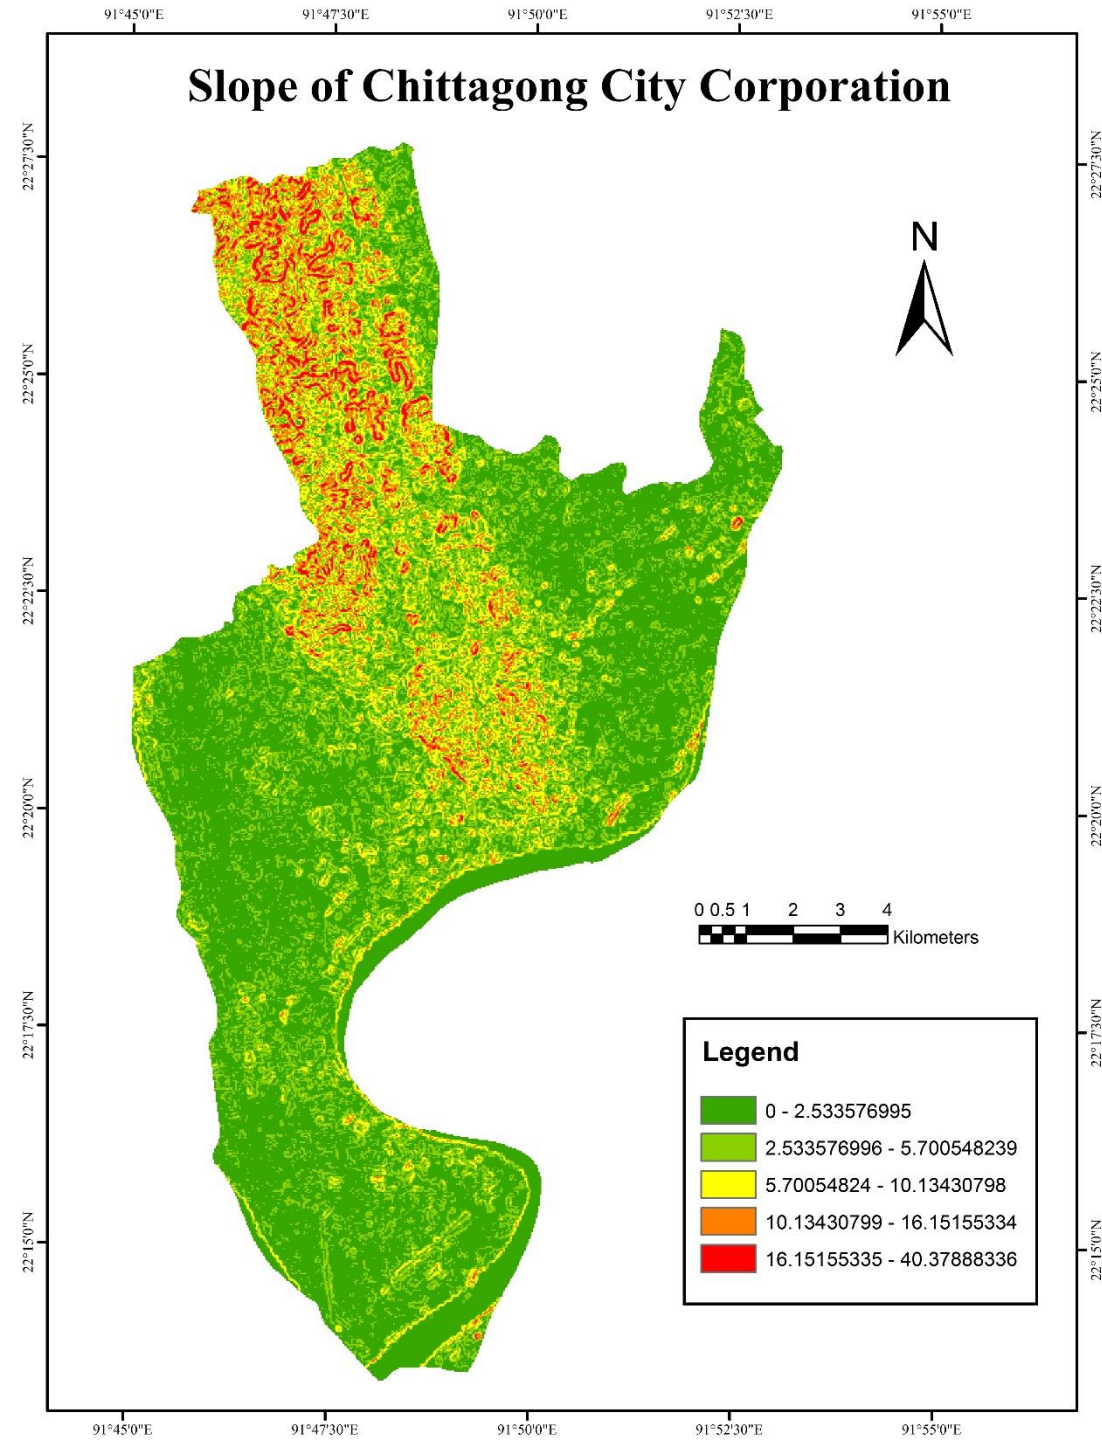 91°45'0"E 91°47'30"E 91°50'0"E 91°52'30"E 91°55'0"E
Slope of Chittagong City Corporation
22°27'30"N 22°27'30"N
N
22°25'0"N 22°25'0"N
22°22'30"N 22°22'30"N
22°20'0"N 22°20'0"N
0 0.5 1 2 3 4
Kilometers
22°17'30"N 22°17'30"N
Legend
0 - 2.533576995
2.533576996 - 5.700548239
5.70054824 - 10.13430798
10.13430799 - 16.15155334
16.15155335 - 40.37888336
22°15'0"N 22°15'0"N
91°45'0"E 91°47'30"E 91°50'0"E 91°52'30"E 91°55'0"E